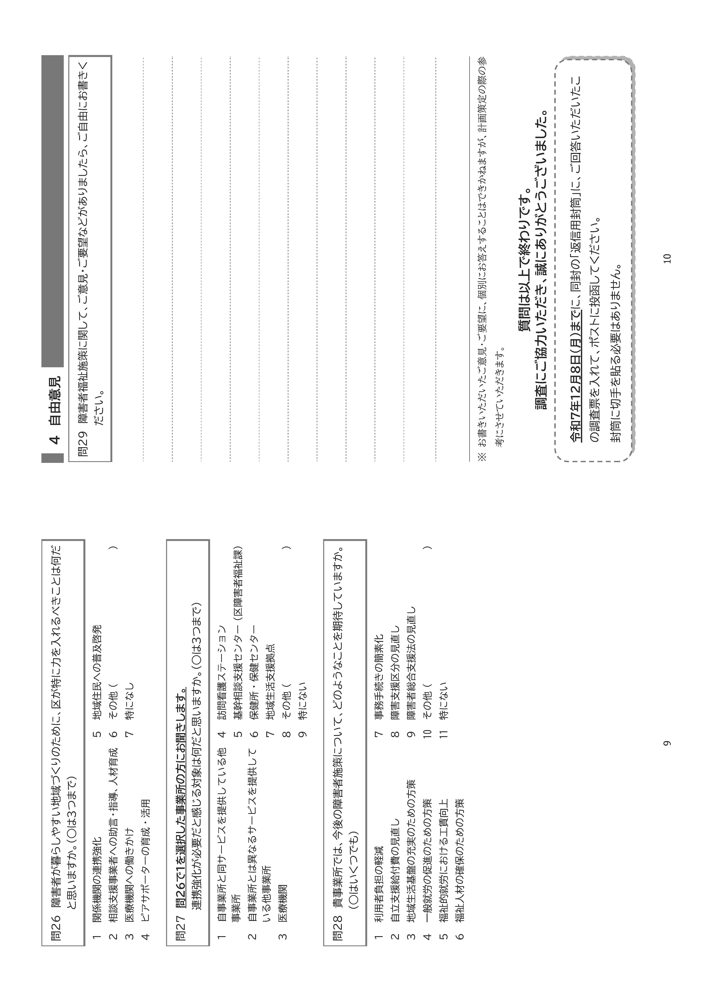 問26 障害者が暮らしやすい地域づくりのために、区が特に力を入れるべきことは何だ
と思いますか。(○は3つまで)
1 関係機関の連携強化
2 相談支援事業者への助言・指導、人材育成
3 医療機関への働きかけ
4 ピアサポーターの育成・活用
5 地域住民への普及啓発
6 その他（ ）
7 特になし
問27 問26で1を選択した事業所の方にお聞きします。
連携強化が必要だと感じる対象は何だと思いますか。(○は3つまで)
1 自事業所と同サービスを提供している他
事業所
2 自事業所とは異なるサービスを提供して
いる他事業所
3 医療機関
4 訪問看護ステーション
5 基幹相談支援センター（区障害者福祉課）
6 保健所・保健センター
7 地域生活支援拠点
8 その他（ ）
9 特にない
問28 貴事業所では、今後の障害者施策について、どのようなことを期待していますか。
(○はいくつでも)
1 利用者負担の軽減
2 自立支援給付費の見直し
3 地域生活基盤の充実のための方策
4 一般就労の促進のための方策
5 福祉的就労における工賃向上
6 福祉人材の確保のための方策
7 事務手続きの簡素化
8 障害支援区分の見直し
9 障害者総合支援法の見直し
10 その他（ ）
11 特にない
9
4 自由意見
問29 障害者福祉施策に関して、ご意見・ご要望などがありましたら、ご自由にお書きく
ださい。
※ お書きいただいたご意見・ご要望に、個別にお答えすることはできかねますが、計画策定の際の参
考にさせていただきます。
質問は以上で終わりです。
調査にご協力いただき、誠にありがとうございました。
令和7年12月8日(月)までに、同封の「返信用封筒」に、ご回答いただいたこ
の調査票を入れて、ポストに投函してください。
封筒に切手を貼る必要はありません。
10